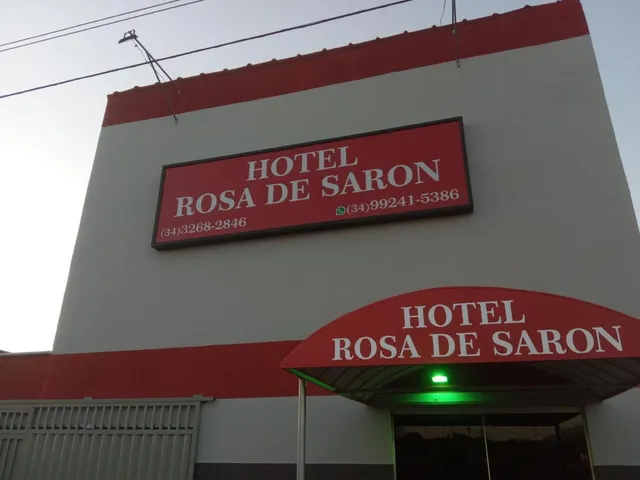 HOTEL
ROSA DE SARON
(34)3268-2846 (34)99241-5386
HOTEL
ROSA DE SARON